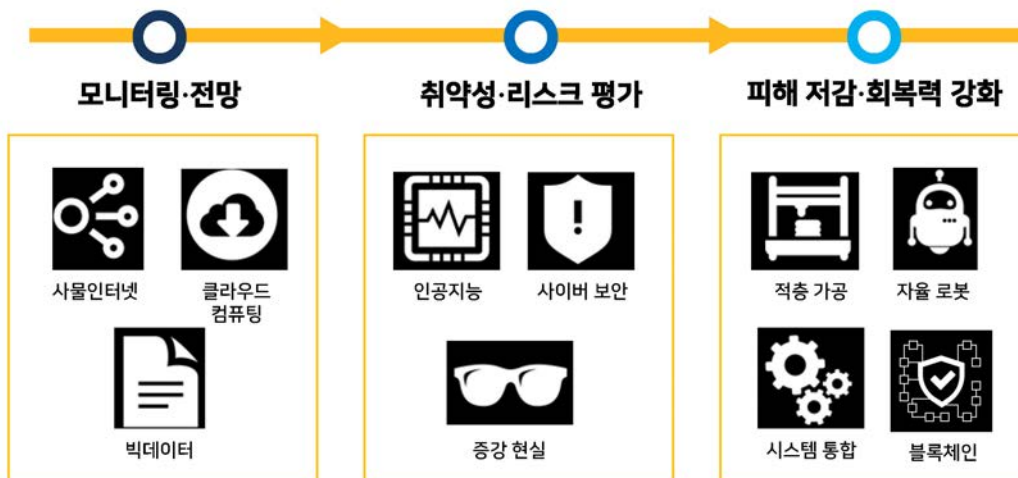 모니터링·전망
취약성·리스크 평가
피해 저감·회복력 강화
사물인터넷
클라우드
컴퓨팅
빅데이터
인공지능
사이버 보안
증강 현실
적층 가공
자율 로봇
시스템 통합
블록체인